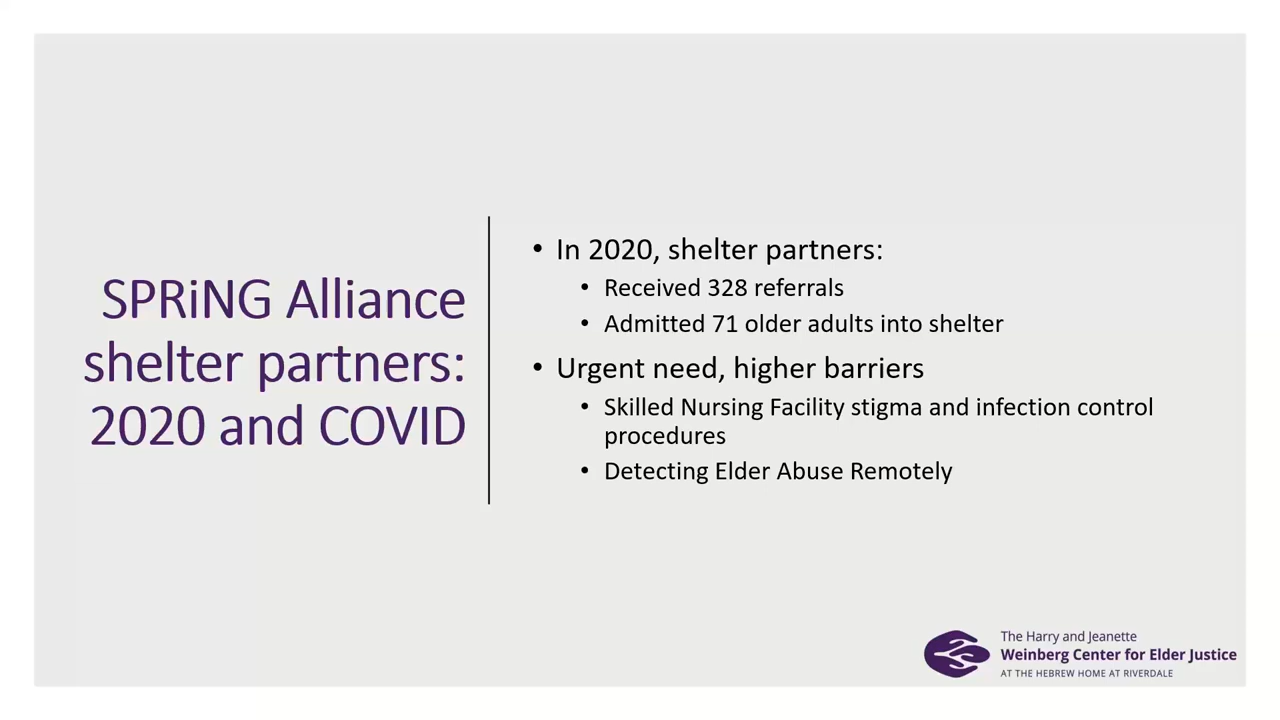 SPRiNG Alliance
shelter partners:
2020 and COVID
• In 2020, shelter partners:
• Received 328 referrals
• Admitted 71 older adults into shelter
• Urgent need, higher barriers
• Skilled Nursing Facility stigma and infection control
procedures
• Detecting Elder Abuse Remotely
The Harry and Jeanette
Weinberg Center for Elder Justice
AT THE HEBREW HOME AT RIVERDALE